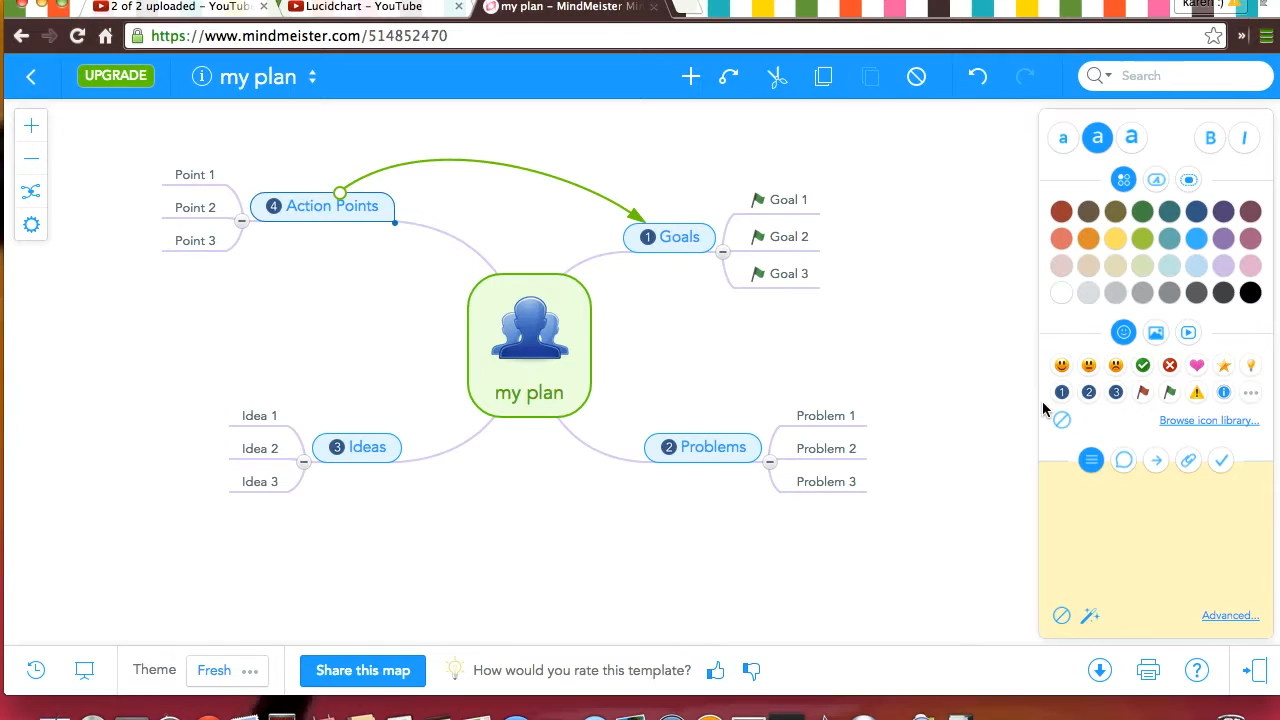 2 of 2 uploaded - YouTube
Lucidchart - YouTube
my plan - MindMeister Min
karen :)
https://www.mindmeister.com/514852470
UPGRADE
my plan
Search
Point 1
Point 2
Point 3
4 Action Points
1 Goals
Goal 1
Goal 2
Goal 3
my plan
Idea 1
Idea 2
Idea 3
3 Ideas
2 Problems
Problem 1
Problem 2
Problem 3
a a a B I
A
1 2 3
Browse icon library...
Advanced...
Theme
Fresh
Share this map
How would you rate this template?